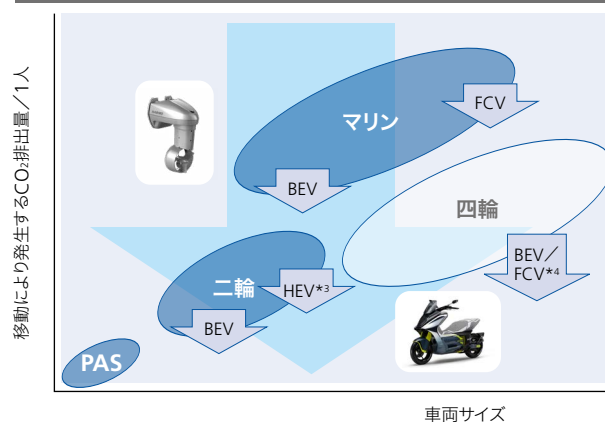 移動により発生するCO₂排出量／1人
マリン
FCV
BEV
四輪
BEV／
FCV*4
二輪
HEV*3
BEV
PAS
車両サイズ